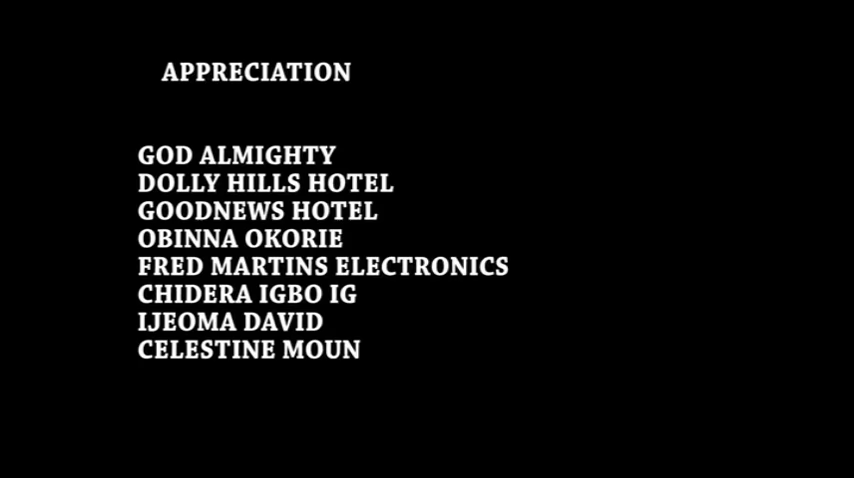 APPRECIATION
GOD ALMIGHTY
DOLLY HILLS HOTEL
GOODNEWS HOTEL
OBINNA OKORIE
FRED MARTINS ELECTRONICS
CHIDERA IGBO IG
IJEOMA DAVID
CELESTINE MOUN